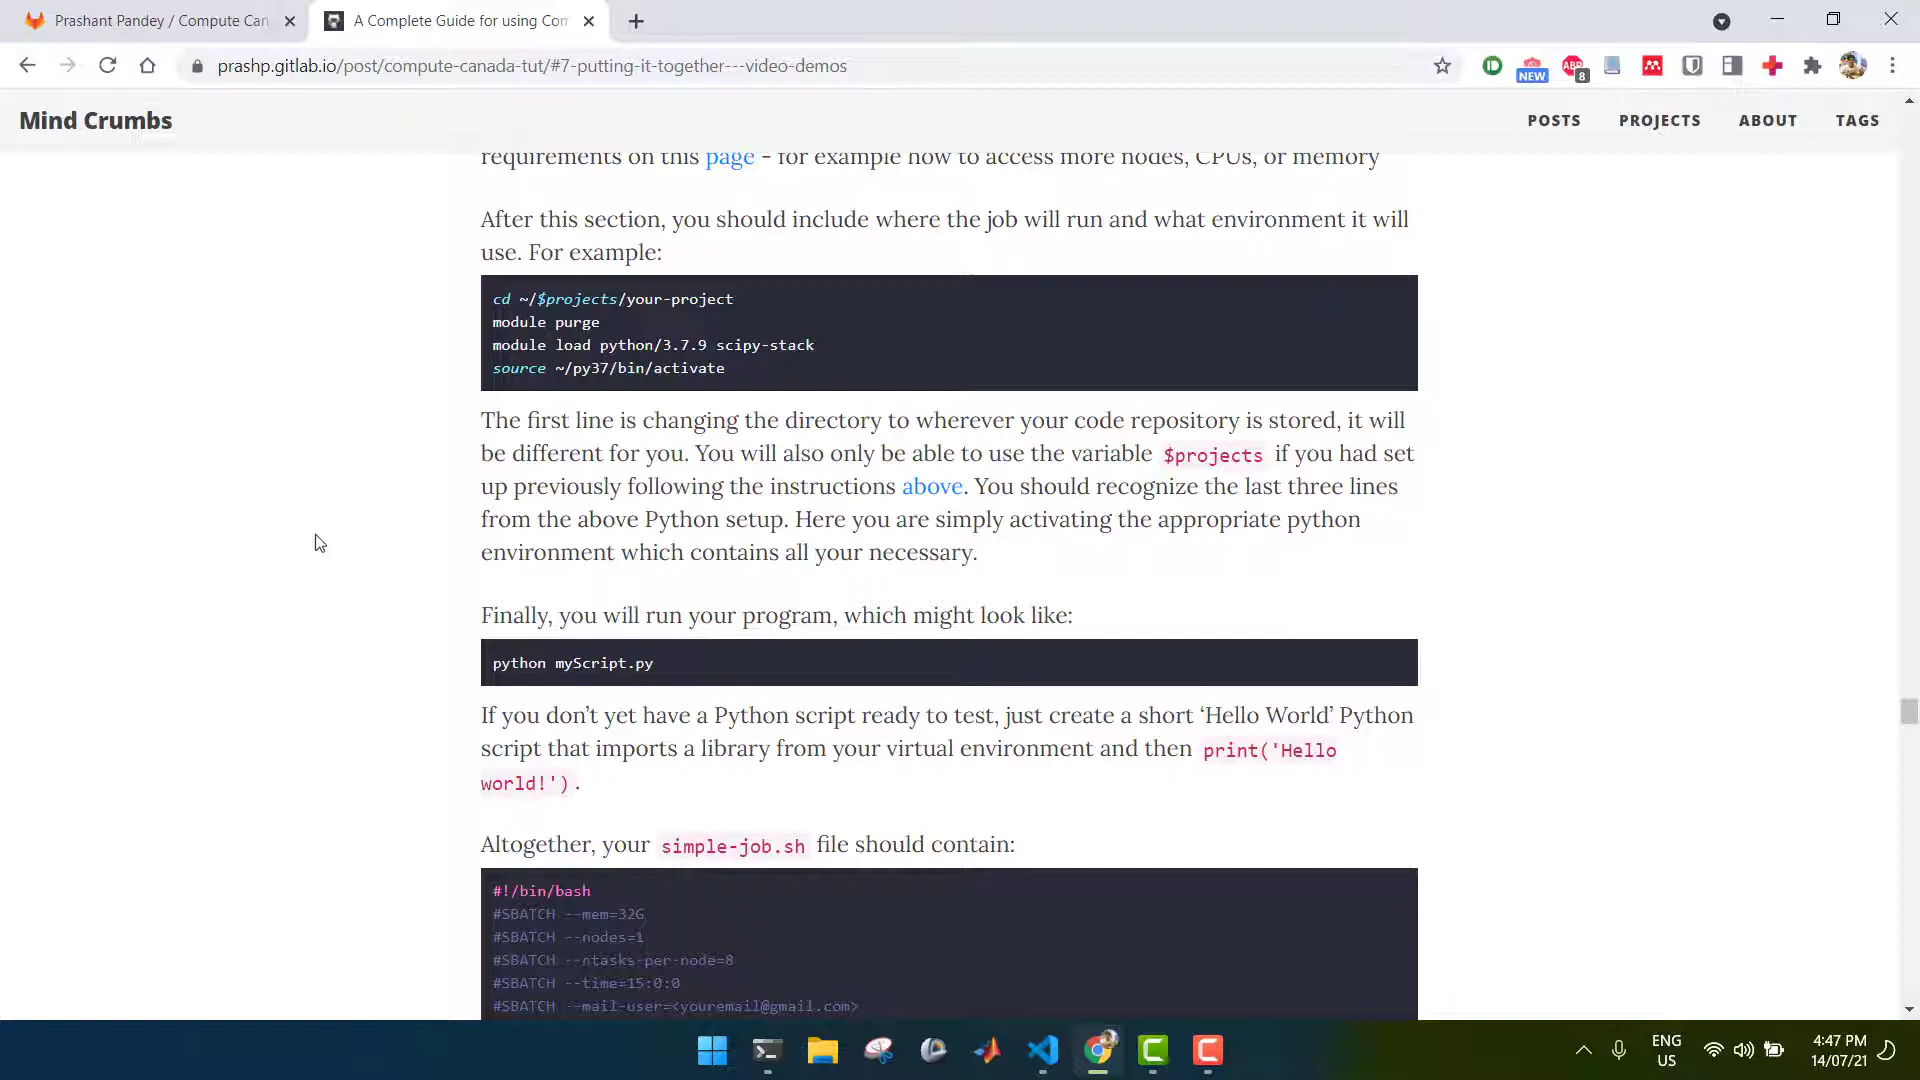 Prashant Pandey / Compute Can
A Complete Guide for using Com
prashp.gitlab.io/post/compute-canada-tut/#7-putting-it-together---video-demos
NEW
ABP
8
Mind Crumbs
POSTS
PROJECTS
ABOUT
TAGS
requirements on this page - for example how to access more nodes, CPUs, or memory
After this section, you should include where the job will run and what environment it will
use. For example:
cd ~/$projects/your-project
module purge
module load python/3.7.9 scipy-stack
source ~/py37/bin/activate
The first line is changing the directory to wherever your code repository is stored, it will
be different for you. You will also only be able to use the variable $projects if you had set
up previously following the instructions above. You should recognize the last three lines
from the above Python setup. Here you are simply activating the appropriate python
environment which contains all your necessary.
Finally, you will run your program, which might look like:
python myScript.py
If you don’t yet have a Python script ready to test, just create a short ‘Hello World’ Python
script that imports a library from your virtual environment and then print('Hello
world!').
Altogether, your simple-job.sh file should contain:
#!/bin/bash
#SBATCH --mem=32G
#SBATCH --nodes=1
#SBATCH --ntasks-per-node=8
#SBATCH --time=15:0:0
#SBATCH --mail-user=<youremail@gmail.com>
ENG
US
4:47 PM
14/07/21